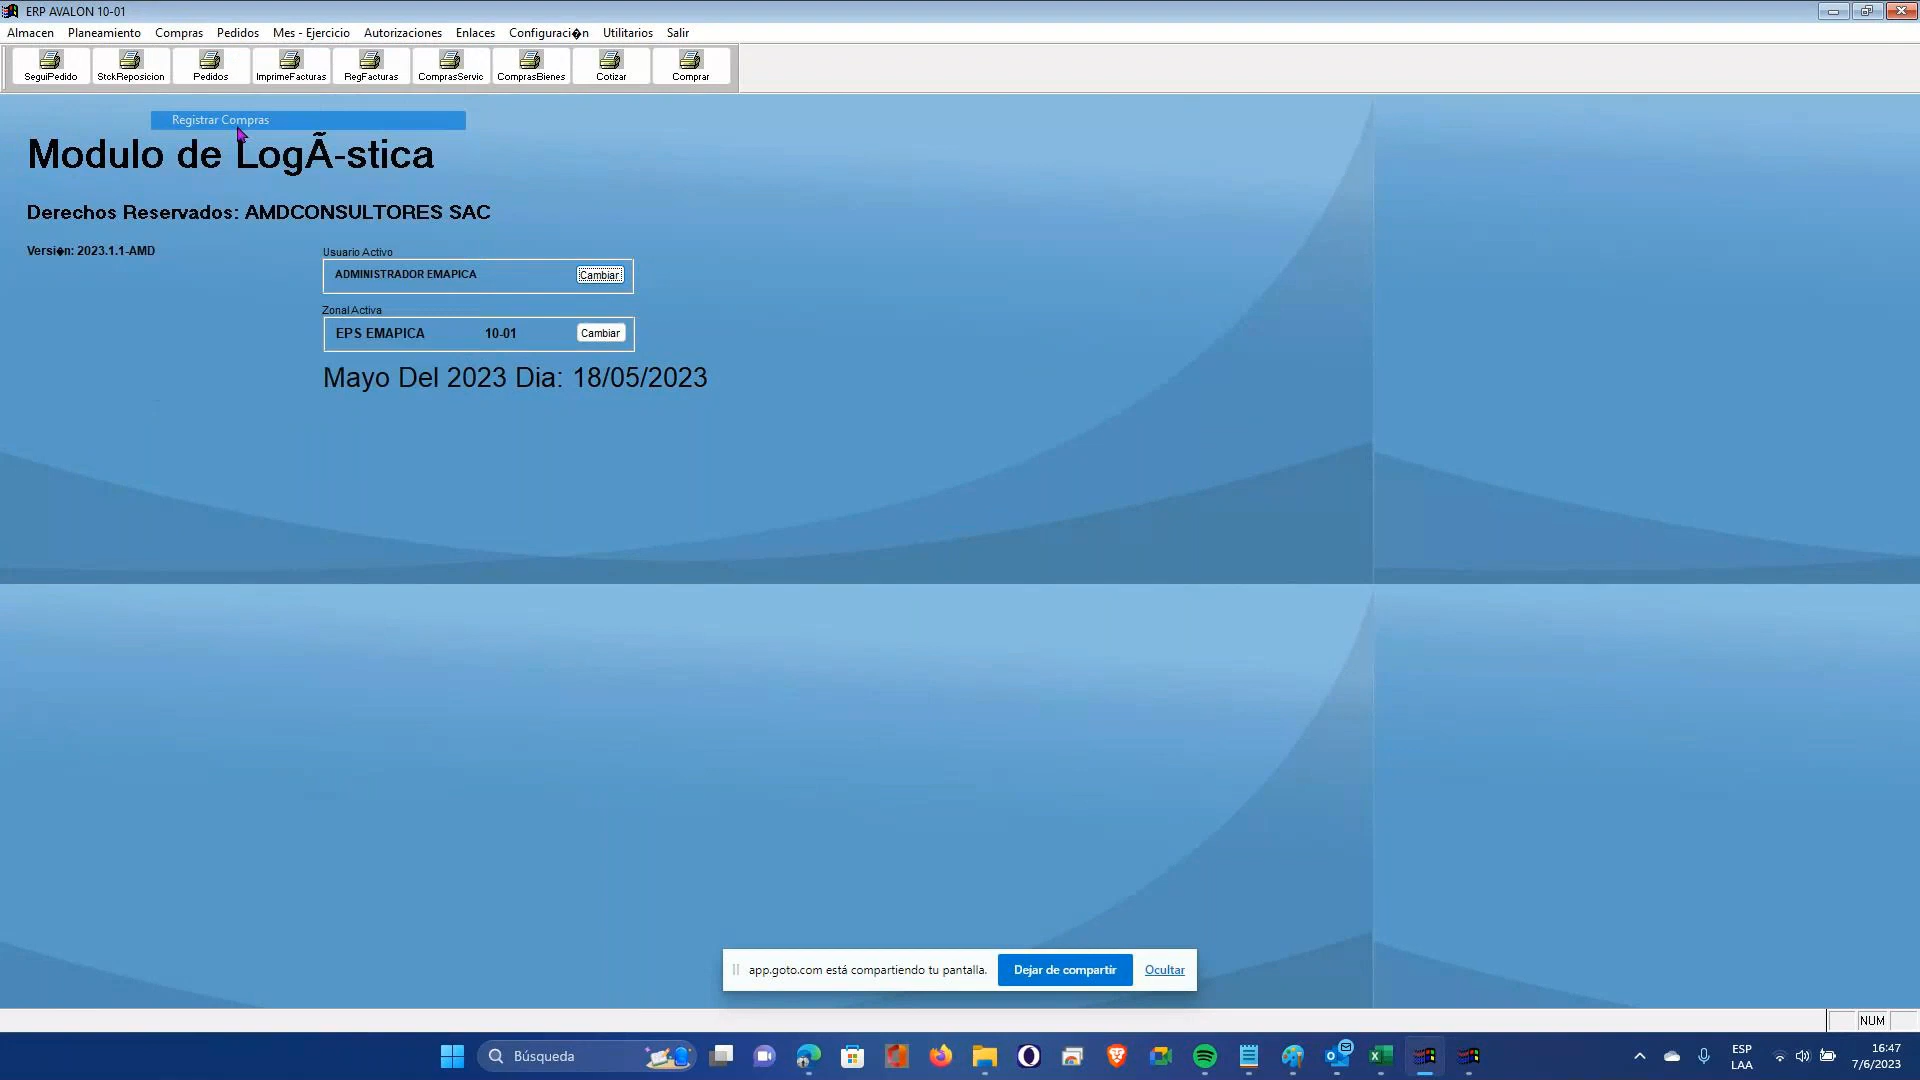 ERP AVALON 10-01
Almacen Planeamiento Compras Pedidos Mes - Ejercicio Autorizaciones Enlaces Configuraci�n Utilitarios Salir
SeguiPedido StckReposicion Pedidos ImprimeFacturas RegFacturas ComprasServic ComprasBienes Cotizar Comprar
Registrar Compras
Modulo de LogÃ-stica
Derechos Reservados: AMDCONSULTORES SAC
Versi�n: 2023.1.1-AMD
Usuario Activo
ADMINISTRADOR EMAPICA Cambiar
Zonal Activa
EPS EMAPICA 10-01 Cambiar
Mayo Del 2023 Dia: 18/05/2023
app.goto.com está compartiendo tu pantalla. Dejar de compartir Ocultar
NUM
Búsqueda
ESP
LAA
16:47
7/6/2023